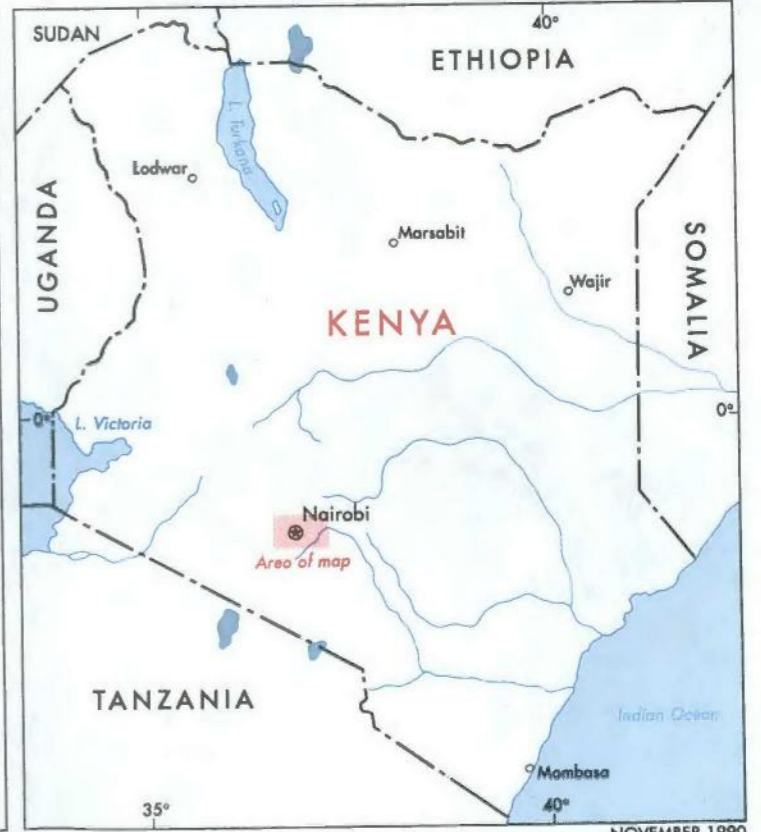 40°
SUDAN
ETHIOPIA
L. Turkana
Lodwar
UGANDA
Marsabit
SOMALIA
Wajir
KENYA
0°
L. Victoria
0°
Nairobi
Area of map
TANZANIA
Indian Ocean
Mombasa
35°
40°
NOVEMBER